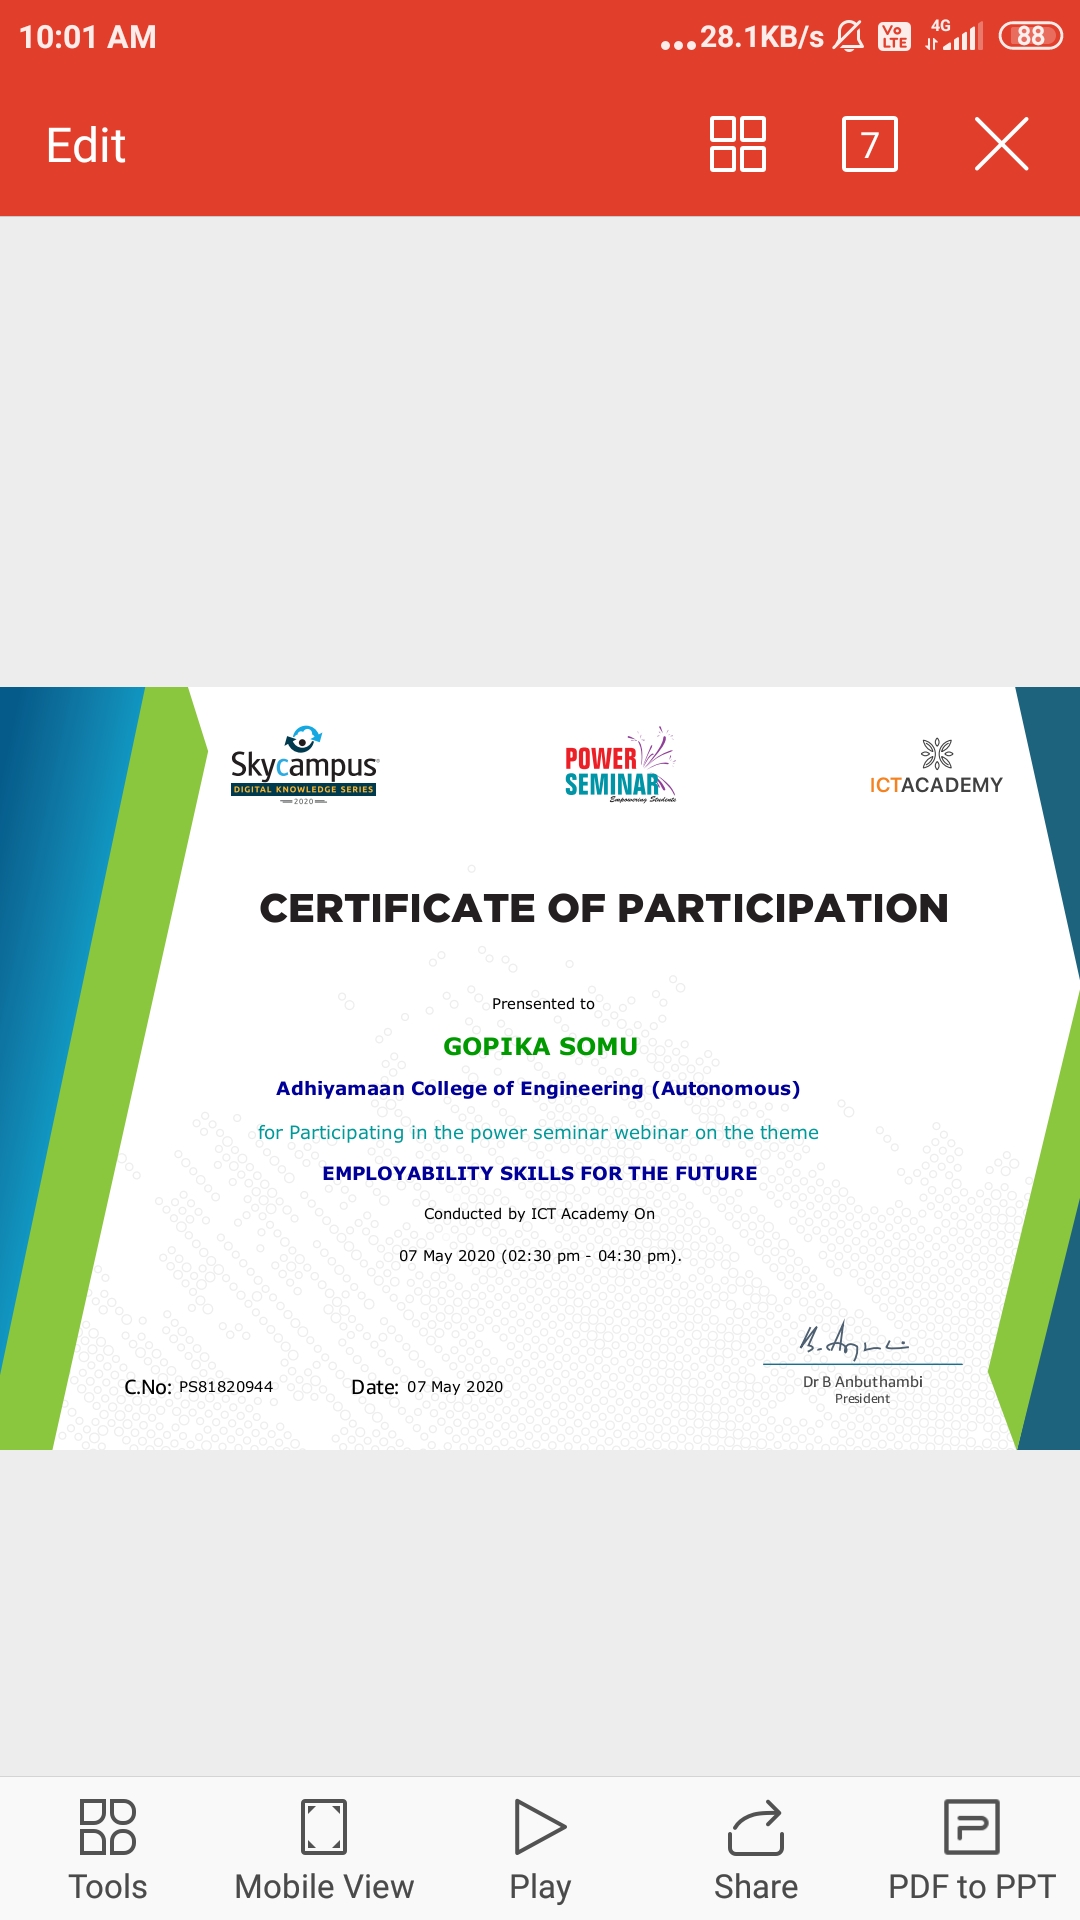 10:01 AM
...28.1KB/s
Vo
LTE
4G
88
Edit
7
Skycampus
DIGITAL KNOWLEDGE SERIES
2020
POWER
SEMINAR
Empowering Students
ICTACADEMY
CERTIFICATE OF PARTICIPATION
Prensented to
GOPIKA SOMU
Adhiyamaan College of Engineering (Autonomous)
for Participating in the power seminar webinar on the theme
EMPLOYABILITY SKILLS FOR THE FUTURE
Conducted by ICT Academy On
07 May 2020 (02:30 pm - 04:30 pm).
C.No: PS81820944
Date: 07 May 2020
Dr B Anbuthambi
President
Tools
Mobile View
Play
Share
PDF to PPT